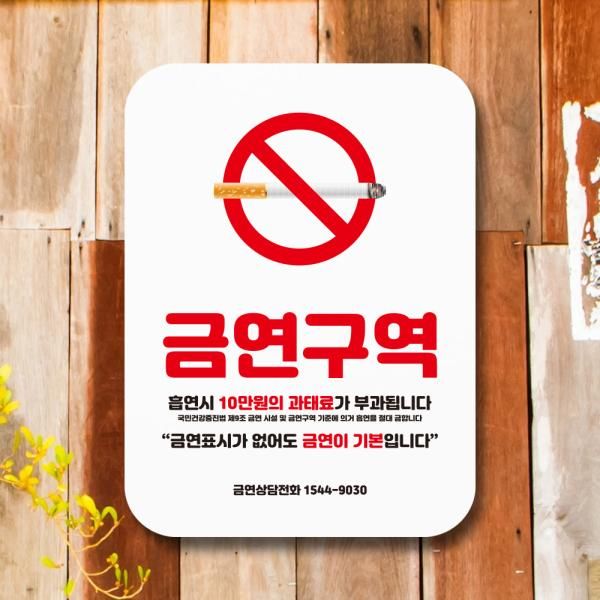 금연구역
흡연시 10만원의 과태료가 부과됩니다
국민건강증진법 제9조 금연 시설 및 금연구역 기준에 의거 흡연을 절대 금합니다
“금연표시가 없어도 금연이 기본입니다”
금연상담전화 1544-9030